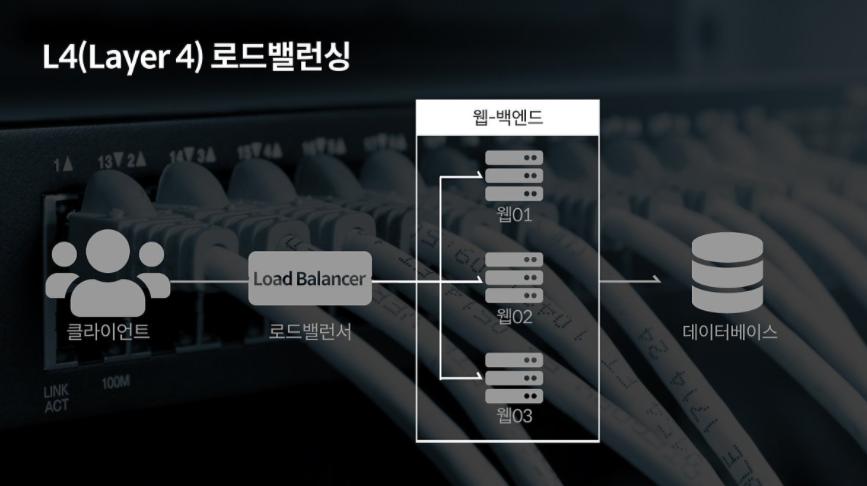 L4(Layer 4) 로드밸런싱
웹-백엔드
1▲ 13▼ 2▲ 14▼ 3▲ 15▼ 4▲
웹01
Load Balancer
클라이언트
로드밸런서
웹02
데이터베이스
LINK 100M
ACT
웹03